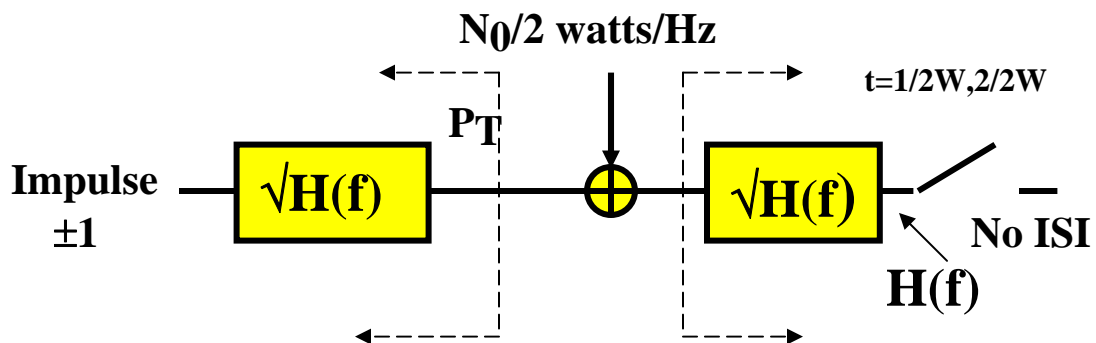 N0/2 watts/Hz
t=1/2W,2/2W
PT
Impulse
±1
√H(f)
√H(f)
No ISI
H(f)